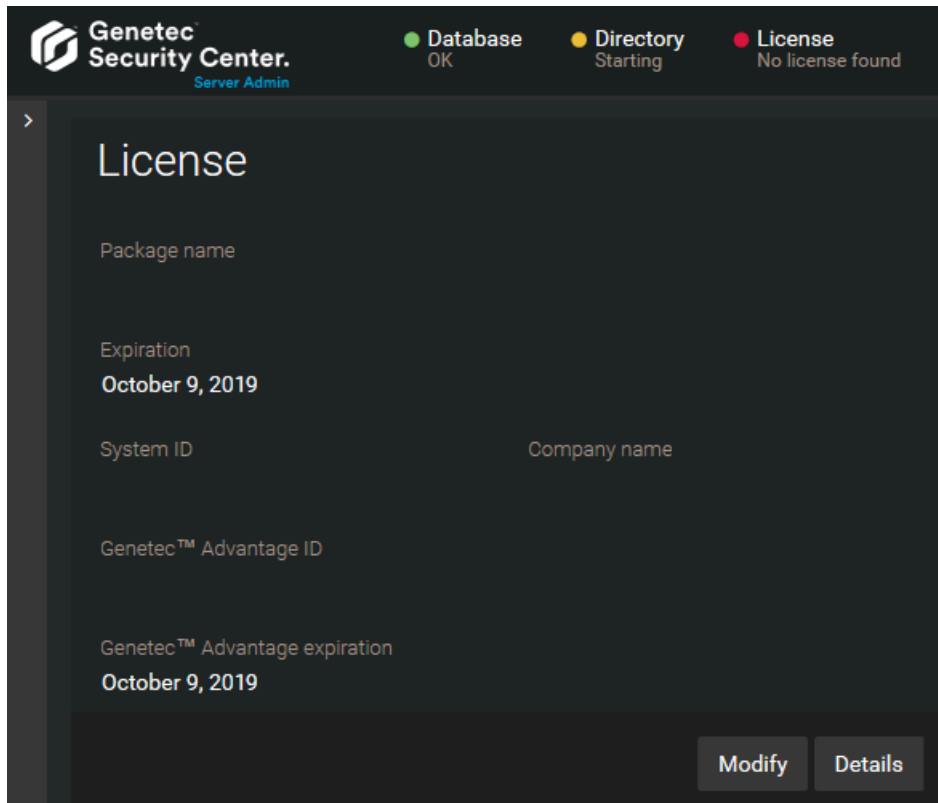 Genetec™
Security Center.
Server Admin
Database
OK
Directory
Starting
License
No license found
License
Package name
Expiration
October 9, 2019
System ID
Company name
Genetec™ Advantage ID
Genetec™ Advantage expiration
October 9, 2019
Modify
Details